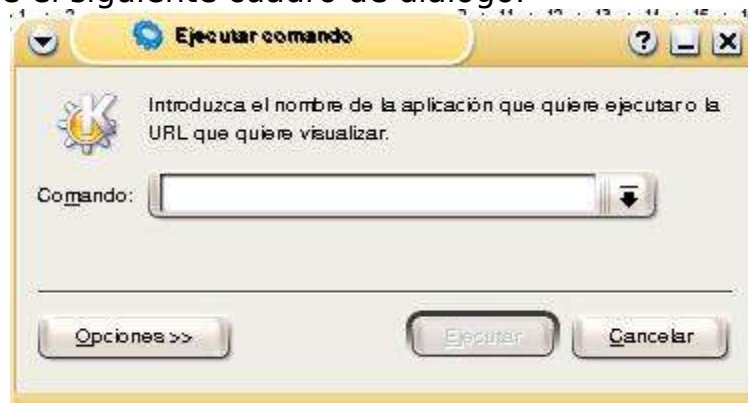 el siguiente cuadro de diálogo:
Ejecutar comando
Introduzca el nombre de la aplicación que quiere ejecutar o la
URL que quiere visualizar.
Comando:
Opciones >>
Ejecutar
Cancelar